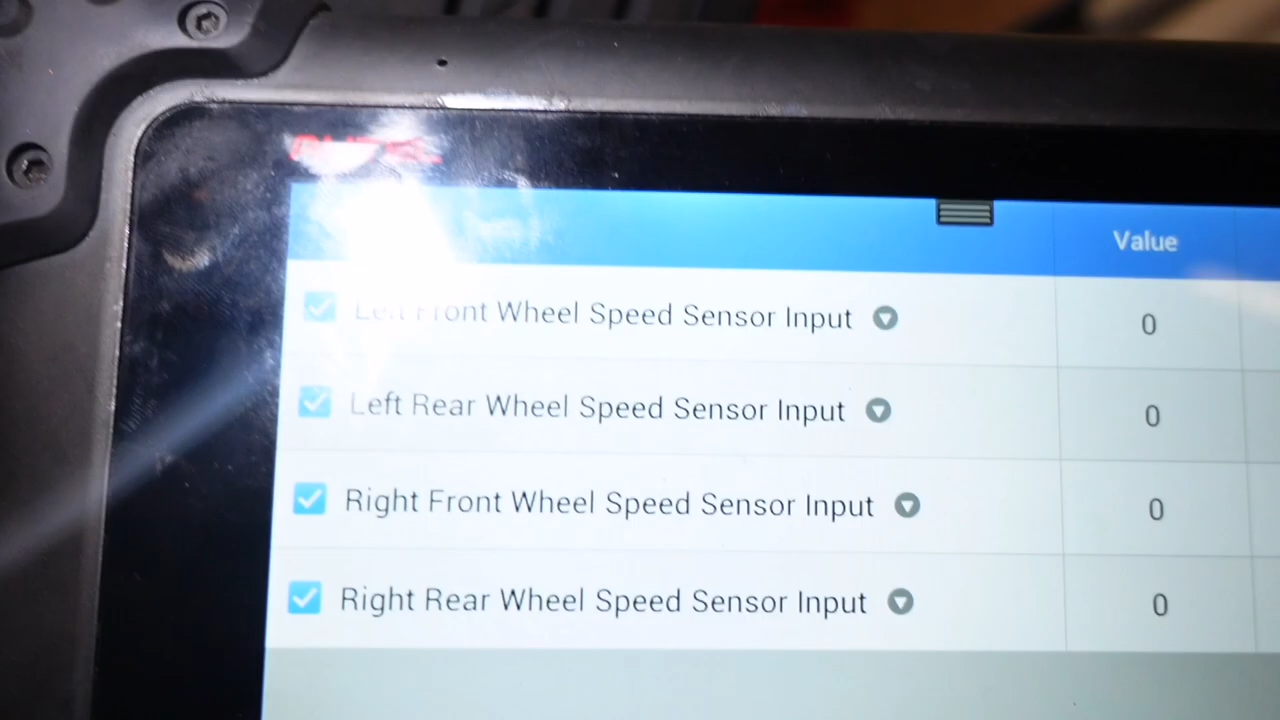 Value
Left Front Wheel Speed Sensor Input 0
Left Rear Wheel Speed Sensor Input 0
Right Front Wheel Speed Sensor Input 0
Right Rear Wheel Speed Sensor Input 0